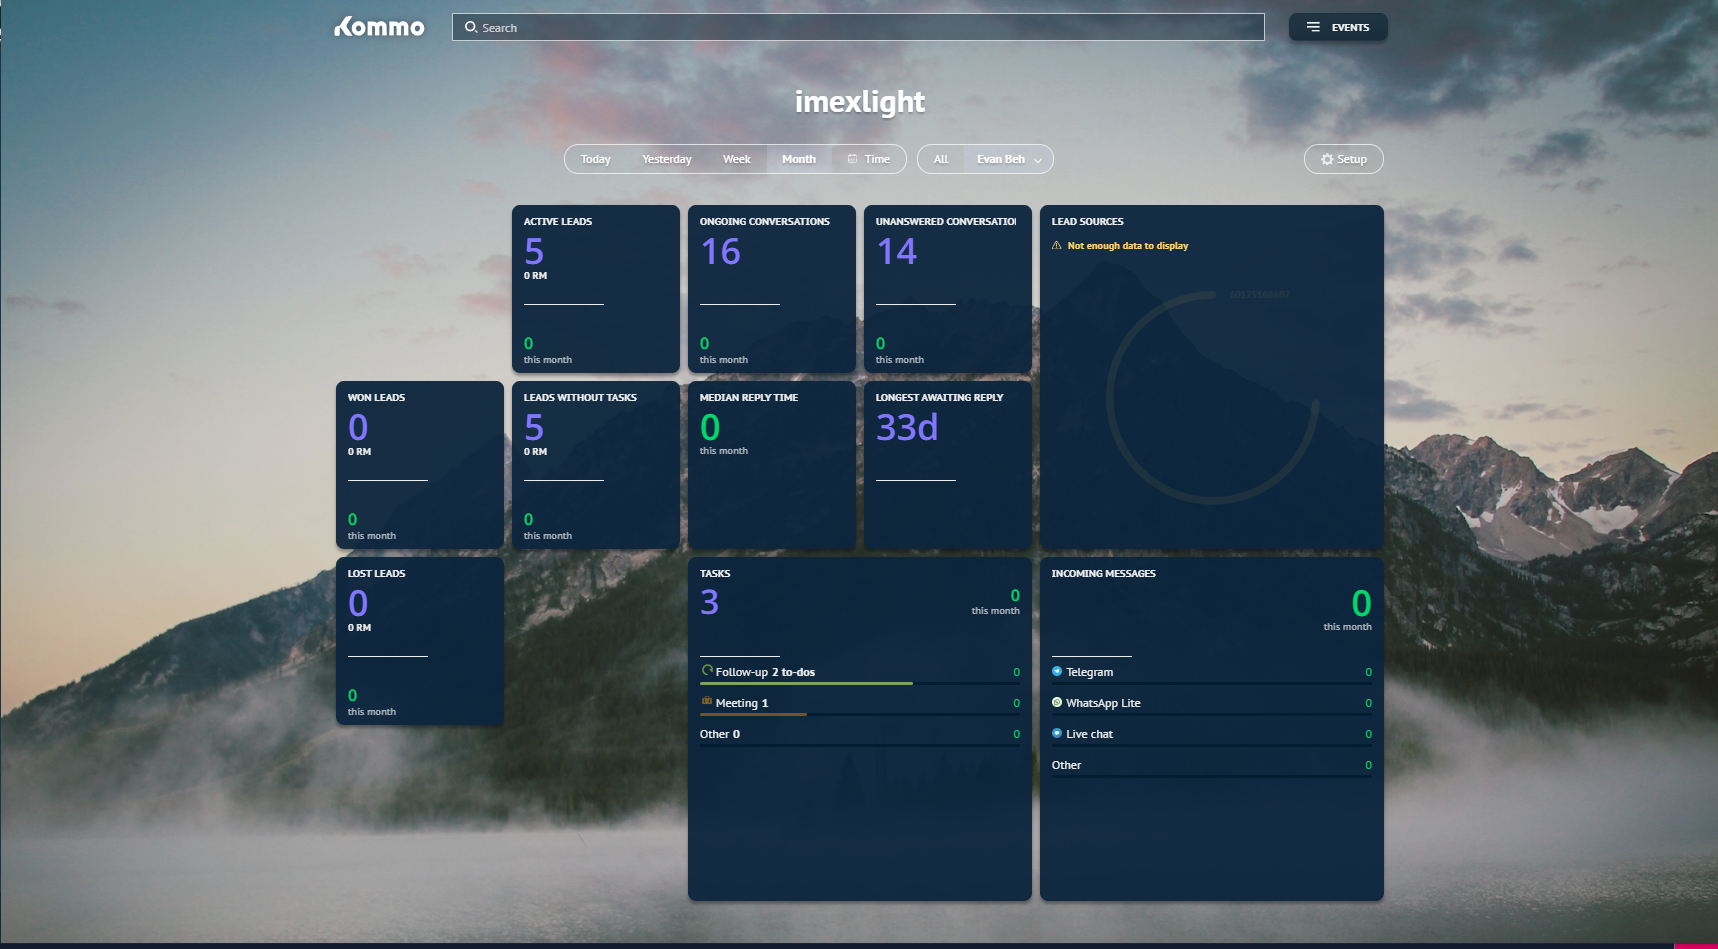 Kommo
Search
EVENTS
imexlight
Today Yesterday Week Month Time All Evan Beh Setup
ACTIVE LEADS
5
0 RM
0
this month
ONGOING CONVERSATIONS
16
0
this month
UNANSWERED CONVERSATIO
14
0
this month
LEAD SOURCES
Not enough data to display
WON LEADS
0
0 RM
0
this month
LEADS WITHOUT TASKS
5
0 RM
0
this month
MEDIAN REPLY TIME
0
this month
LONGEST AWAITING REPLY
33d
LOST LEADS
0
0 RM
0
this month
TASKS
3
0
this month
Follow-up 2 to-dos 0
Meeting 1 0
Other 0 0
INCOMING MESSAGES
0
this month
Telegram 0
WhatsApp Lite 0
Live chat 0
Other 0